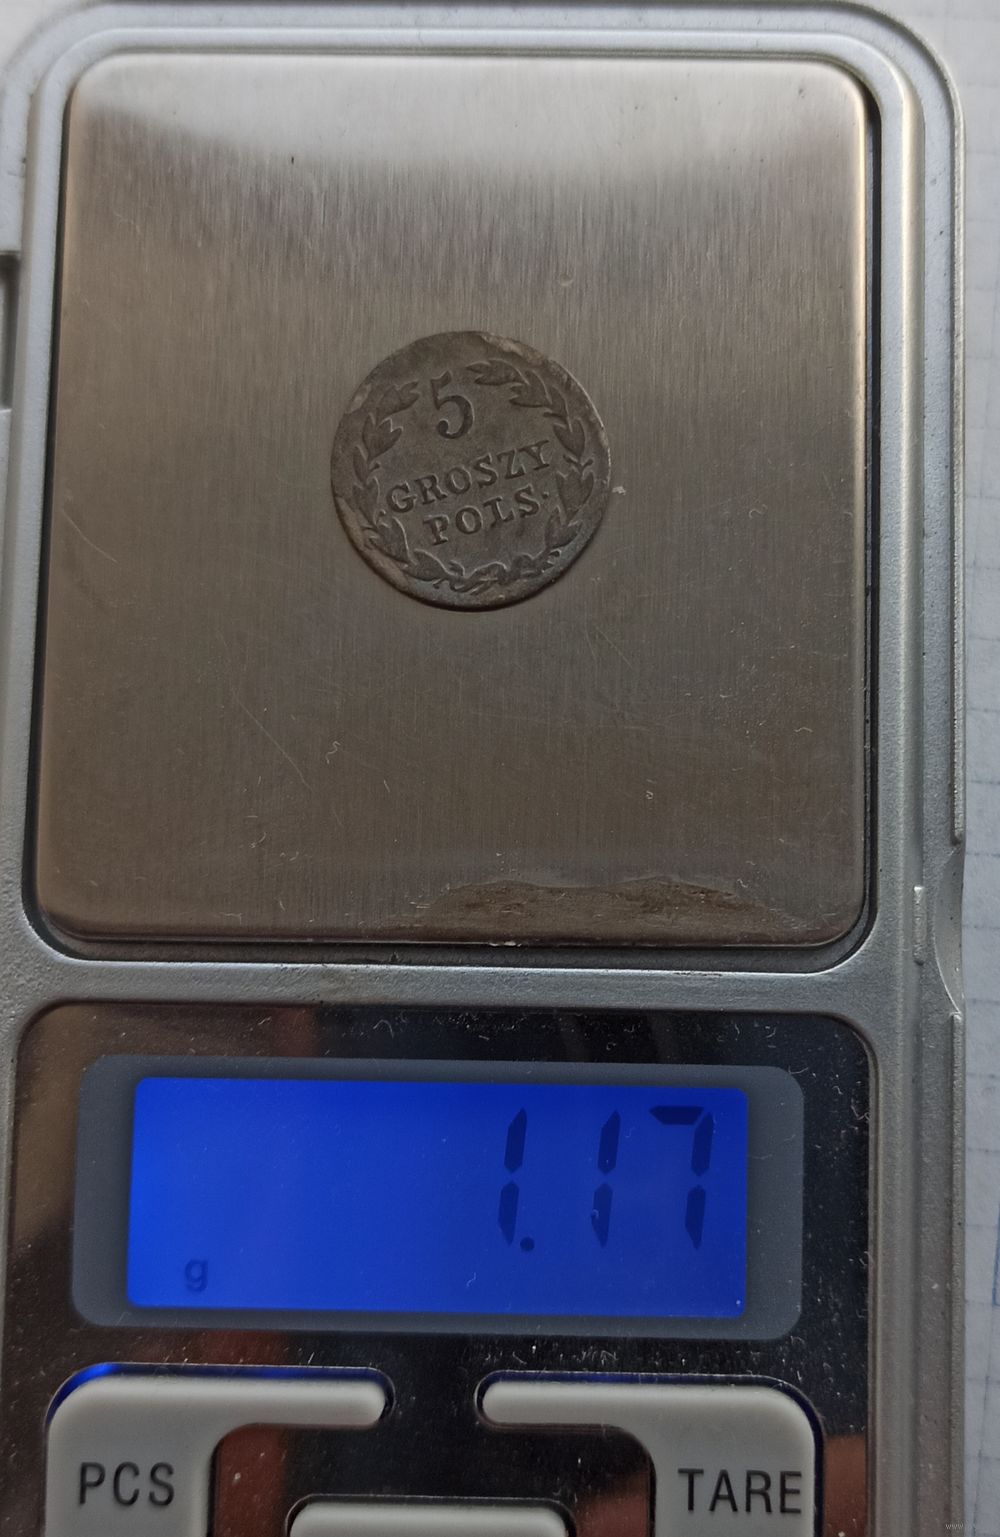 5
GROSZY
POLS.
1.17
g
PCS
TARE